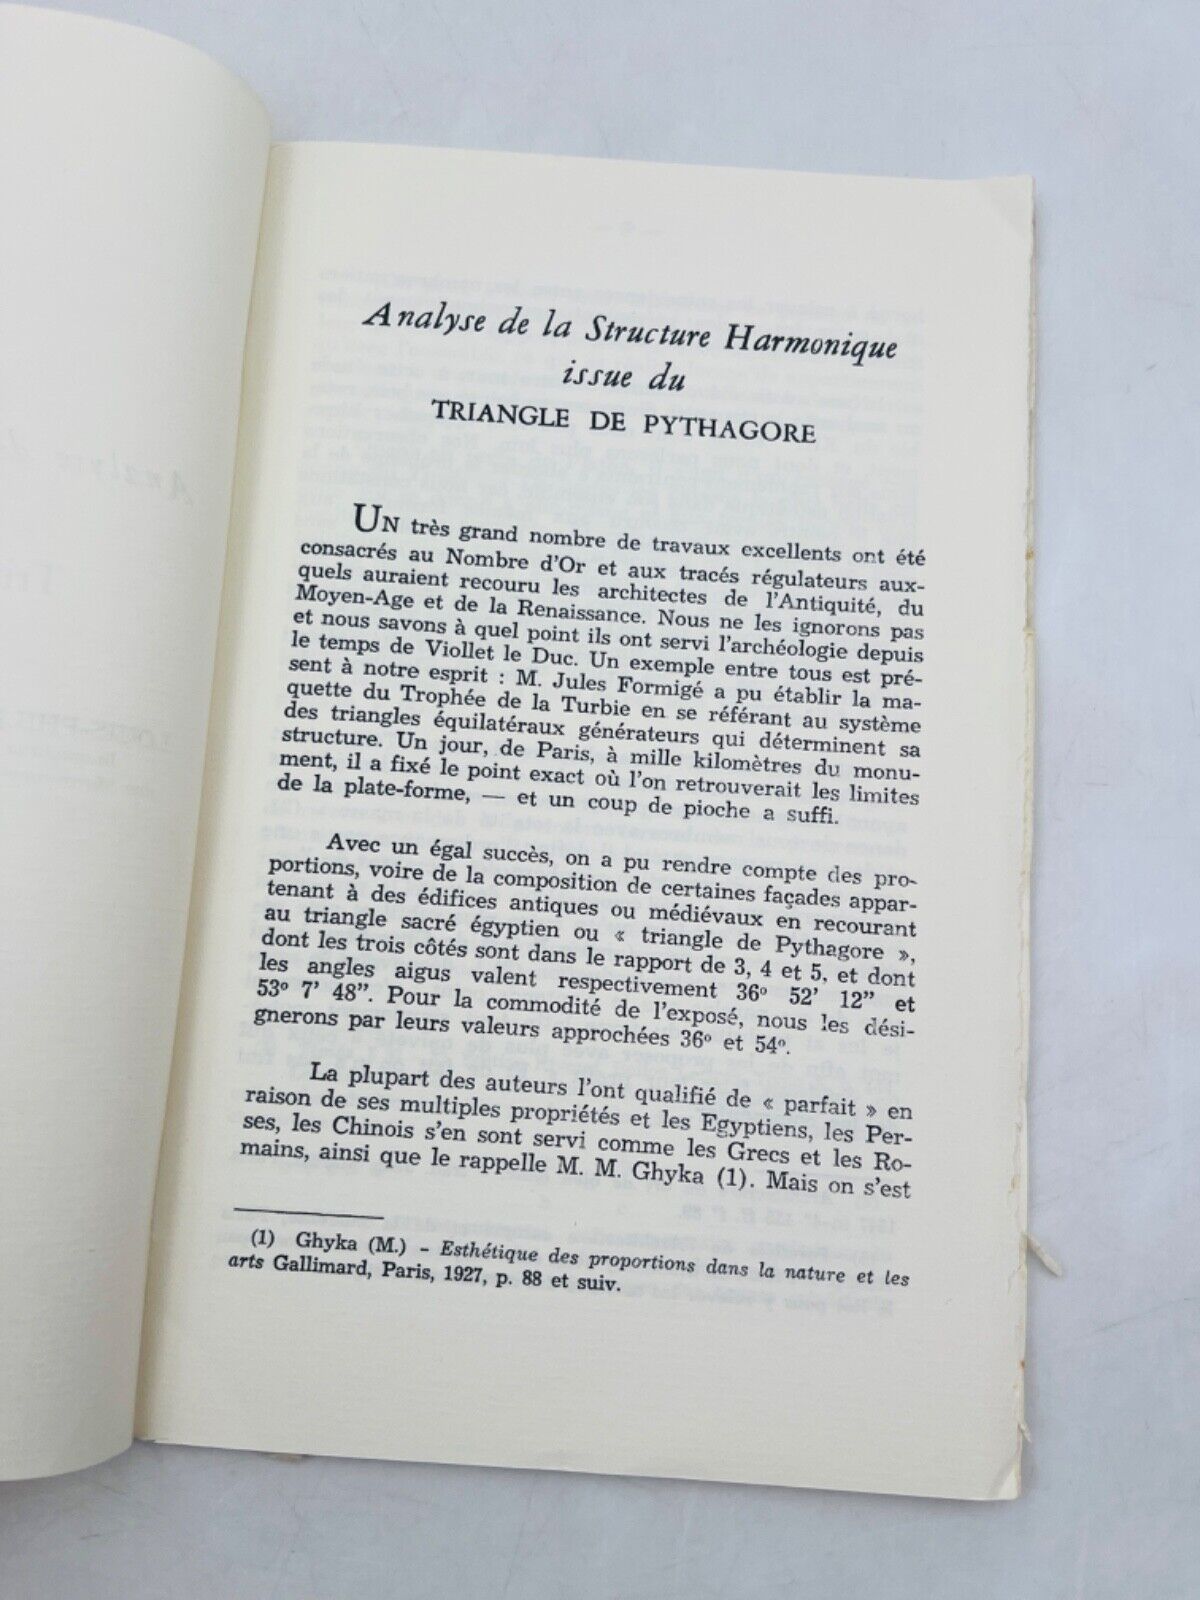 Analyse de la Structure Harmonique
issue du
TRIANGLE DE PYTHAGORE
UN très grand nombre de travaux excellents ont été
consacrés au Nombre d'Or et aux tracés régulateurs aux-
quels auraient recouru les architectes de l'Antiquité, du
Moyen-Age et de la Renaissance. Nous ne les ignorons pas
et nous savons à quel point ils ont servi l'archéologie depuis
le temps de Viollet le Duc. Un exemple entre tous est pré-
sent à notre esprit : M. Jules Formigé a pu établir la ma-
quette du Trophée de la Turbie en se référant au système
des triangles équilatéraux générateurs qui déterminent sa
structure. Un jour, de Paris, à mille kilomètres du monu-
ment, il a fixé le point exact où l'on retrouverait les limites
de la plate-forme, — et un coup de pioche a suffi.
Avec un égal succès, on a pu rendre compte des pro-
portions, voire de la composition de certaines façades appar-
tenant à des édifices antiques ou médiévaux en recourant
au triangle sacré égyptien ou « triangle de Pythagore »,
dont les trois côtés sont dans le rapport de 3, 4 et 5, et dont
les angles aigus valent respectivement 36º 52' 12” et
53º 7' 48”. Pour la commodité de l'exposé, nous les dési-
gnerons par leurs valeurs approchées 36º et 54º.
La plupart des auteurs l'ont qualifié de « parfait » en
raison de ses multiples propriétés et les Egyptiens, les Per-
ses, les Chinois s'en sont servi comme les Grecs et les Ro-
mains, ainsi que le rappelle M. M. Ghyka (1). Mais on s'est
(1) Ghyka (M.) - Esthétique des proportions dans la nature et les
arts Gallimard, Paris, 1927, p. 88 et suiv.